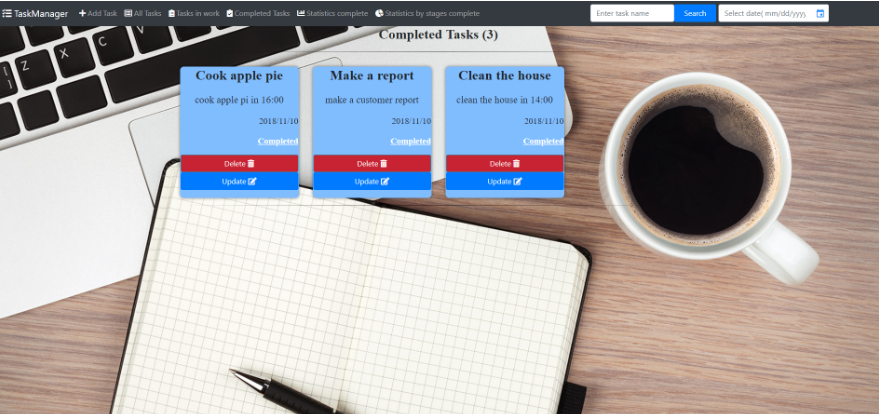 TaskManager Add Task All Tasks Tasks in work Completed Tasks Statistics complete Statistics by stages complete Enter task name Search Select date( mm/dd/yyyy
Completed Tasks (3)
Cook apple pie Make a report Clean the house
cook apple pi in 16:00 make a customer report clean the house in 14:00
2018/11/10 2018/11/10 2018/11/10
Completed Completed Completed
Delete Delete Delete
Update Update Update
Z X C V